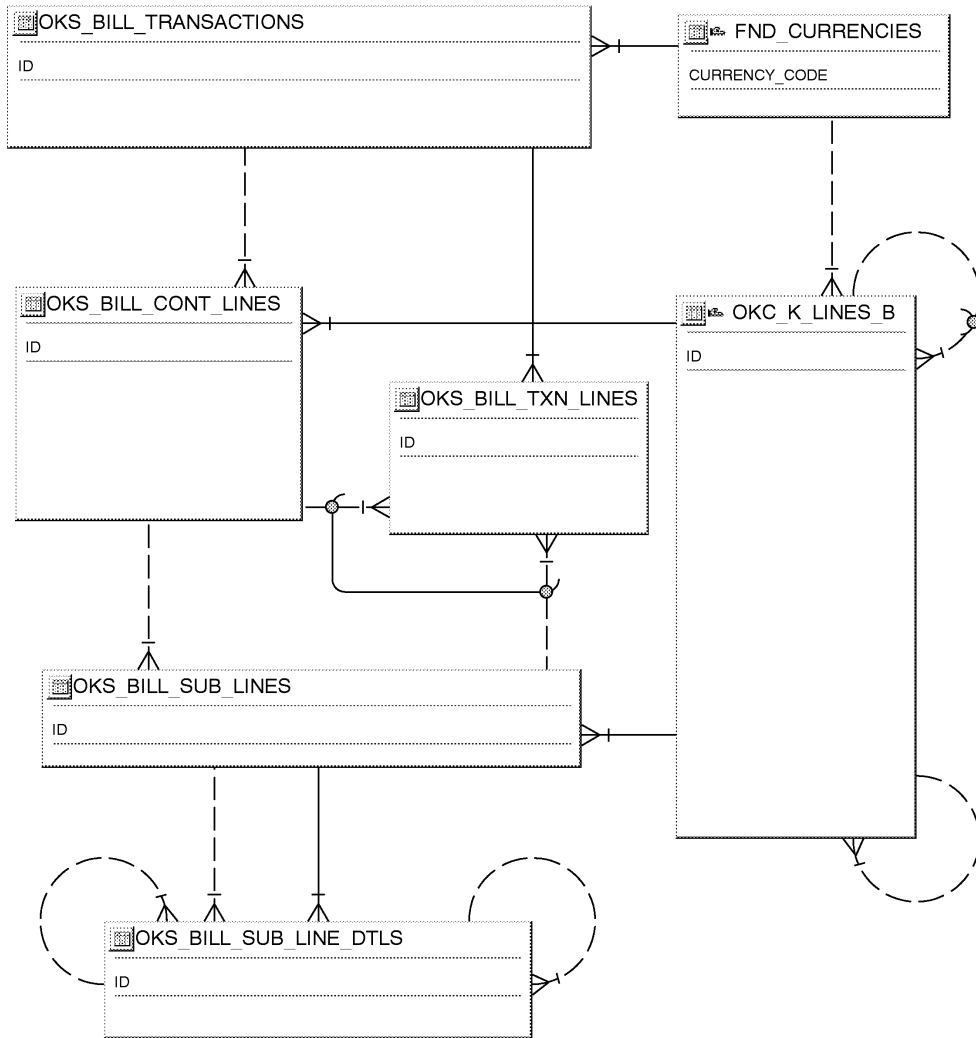 OKS_BILL_TRANSACTIONS
ID
FND_CURRENCIES
CURRENCY_CODE
OKS_BILL_CONT_LINES
ID
OKC_K_LINES_B
ID
OKS_BILL_TXN_LINES
ID
OKS_BILL_SUB_LINES
ID
OKS_BILL_SUB_LINE_DTLS
ID